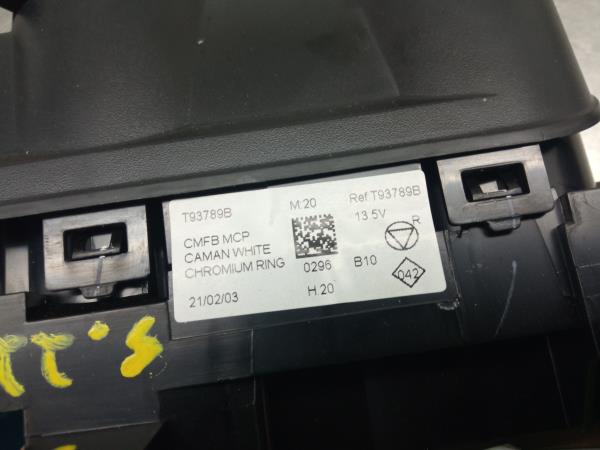 T93789B M:20 Ref T93789B
13.5V
CMFB MCP
CAMAN WHITE
CHROMIUM RING 0296 B10
R
042
21/02/03 H.20